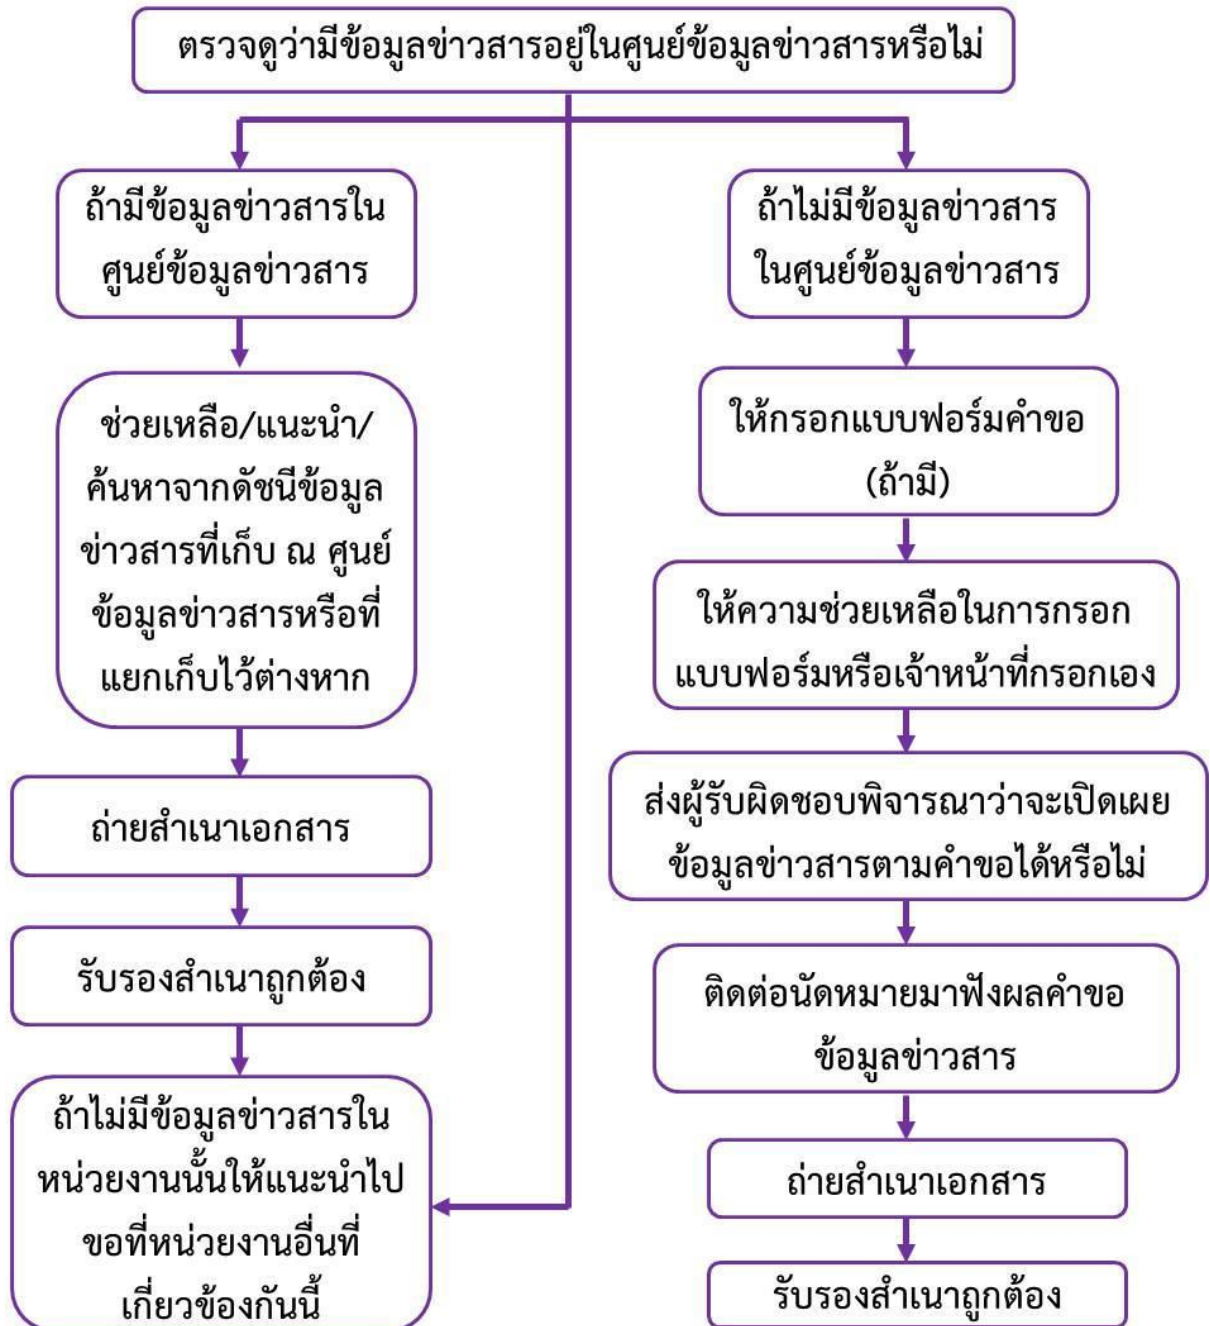 ตรวจดูว่ามีข้อมูลข่าวสารอยู่ในศูนย์ข้อมูลข่าวสารหรือไม่
ถ้ามีข้อมูลข่าวสารใน
ศูนย์ข้อมูลข่าวสาร
ช่วยเหลือ/แนะนำ/
ค้นหาจากดัชนีข้อมูล
ข่าวสารที่เก็บ ณ ศูนย์
ข้อมูลข่าวสารหรือที่
แยกเก็บไว้ต่างหาก
ถ่ายสำเนาเอกสาร
รับรองสำเนาถูกต้อง
ถ้าไม่มีข้อมูลข่าวสารใน
หน่วยงานนั้นให้แนะนำไป
ขอที่หน่วยงานอื่นที่
เกี่ยวข้องกันนี้
ถ้าไม่มีข้อมูลข่าวสาร
ในศูนย์ข้อมูลข่าวสาร
ให้กรอกแบบฟอร์มคำขอ
(ถ้ามี)
ให้ความช่วยเหลือในการกรอก
แบบฟอร์มหรือเจ้าหน้าที่กรอกเอง
ส่งผู้รับผิดชอบพิจารณาว่าจะเปิดเผย
ข้อมูลข่าวสารตามคำขอได้หรือไม่
ติดต่อนัดหมายมาฟังผลคำขอ
ข้อมูลข่าวสาร
ถ่ายสำเนาเอกสาร
รับรองสำเนาถูกต้อง